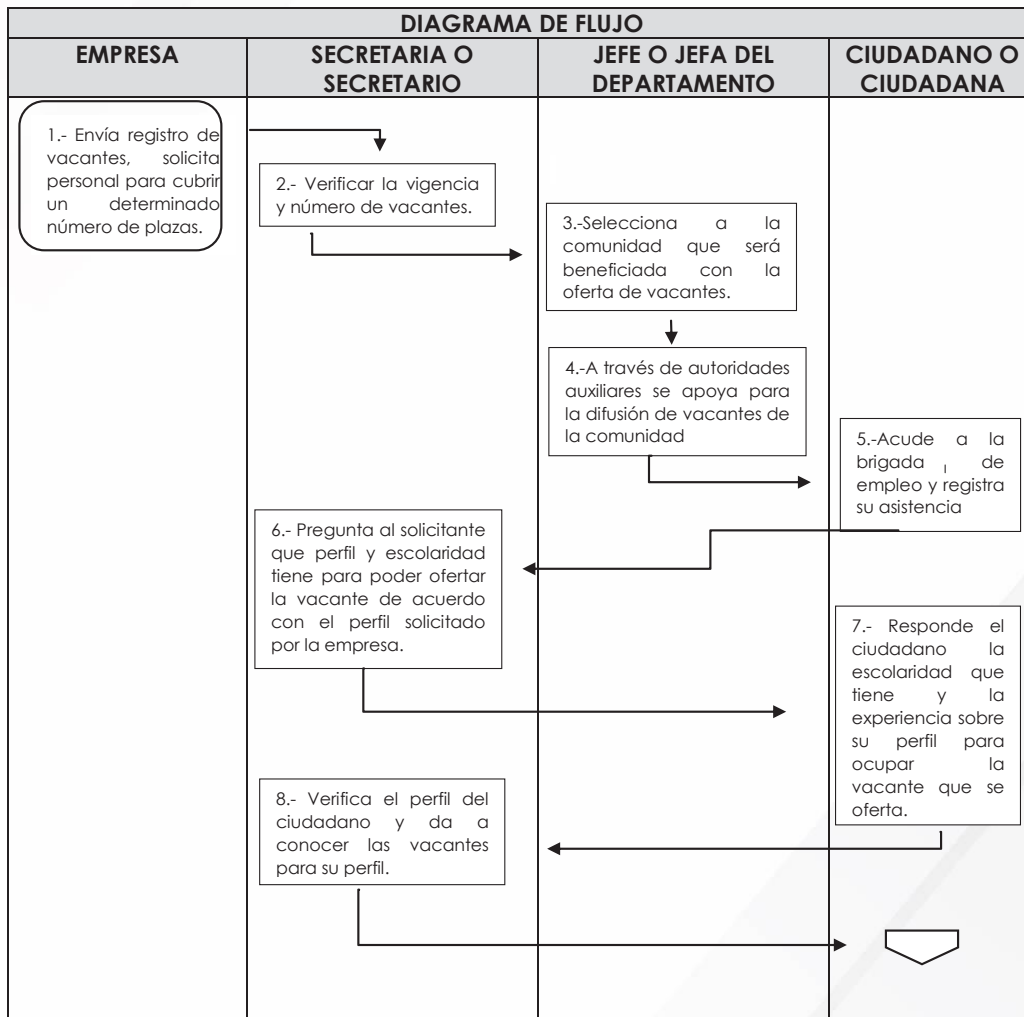 DIAGRAMA DE FLUJO
EMPRESA
SECRETARIA O
SECRETARIO
JEFE O JEFA DEL
DEPARTAMENTO
CIUDADANO O
CIUDADANA
1.- Envía registro de
vacantes, solicita
personal para cubrir
un determinado
número de plazas.
2.- Verificar la vigencia
y número de vacantes.
3.-Selecciona a la
comunidad que será
beneficiada con la
oferta de vacantes.
4.-A través de autoridades
auxiliares se apoya para
la difusión de vacantes de
la comunidad
5.-Acude a la
brigada de
empleo y registra
su asistencia
6.- Pregunta al solicitante
que perfil y escolaridad
tiene para poder ofertar
la vacante de acuerdo
con el perfil solicitado
por la empresa.
7.- Responde el
ciudadano la
escolaridad que
tiene y la
experiencia sobre
su perfil para
ocupar la
vacante que se
oferta.
8.- Verifica el perfil del
ciudadano y da a
conocer las vacantes
para su perfil.